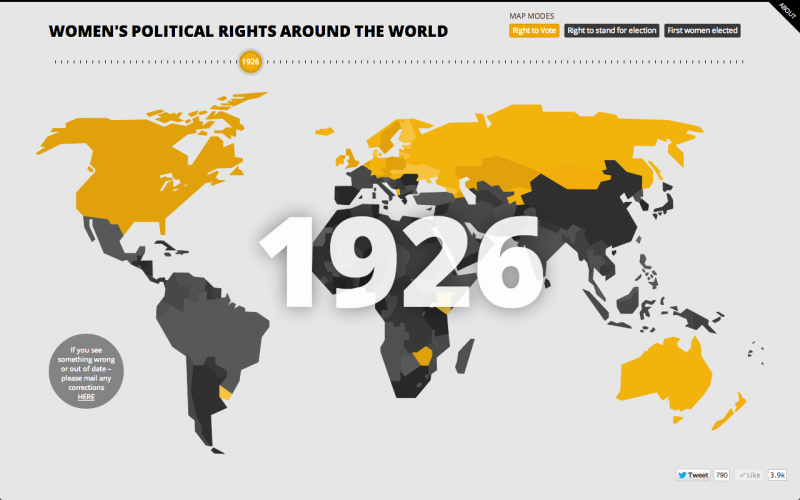 ABOUT
MAP MODES
WOMEN'S POLITICAL RIGHTS AROUND THE WORLD
Right to Vote
Right to stand for election
First women elected
1926
1926
If you see
something wrong
or out of date –
please mail any
corrections
HERE
Tweet
790
Like
3.9k